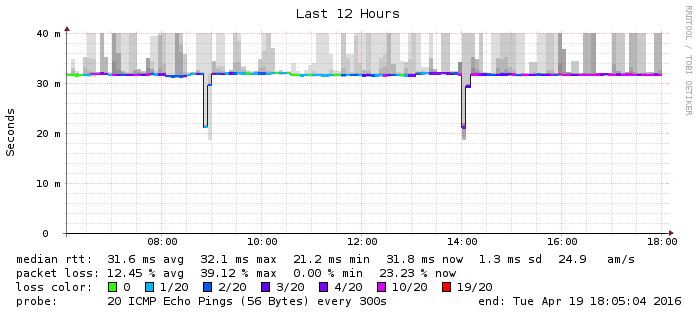 Last 12 Hours
RRDTOOL / TOBI OETIKER
Seconds
40 m
30 m
20 m
10 m
0
08:00 10:00 12:00 14:00 16:00 18:00
median rtt: 31.6 ms avg 32.1 ms max 21.2 ms min 31.8 ms now 1.3 ms sd 24.9 am/s
packet loss: 12.45 % avg 39.12 % max 0.00 % min 23.23 % now
loss color: 0 1/20 2/20 3/20 4/20 10/20 19/20
probe: 20 ICMP Echo Pings (56 Bytes) every 300s end: Tue Apr 19 18:05:04 2016